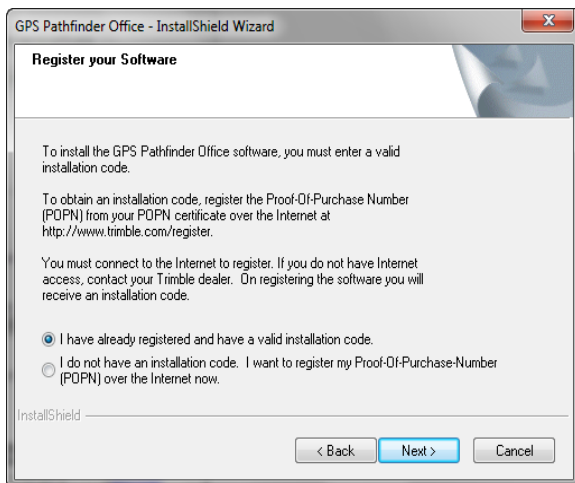 GPS Pathfinder Office - InstallShield Wizard
Register your Software
To install the GPS Pathfinder Office software, you must enter a valid
installation code.
To obtain an installation code, register the Proof-Of-Purchase Number
(POPN) from your POPN certificate over the Internet at
http://www.trimble.com/register.
You must connect to the Internet to register. If you do not have Internet
access, contact your Trimble dealer.  On registering the software you will
receive an installation code.
I have already registered and have a valid installation code.
I do not have an installation code.  I want to register my Proof-Of-Purchase-Number
(POPN) over the Internet now.
InstallShield
< Back
Next >
Cancel